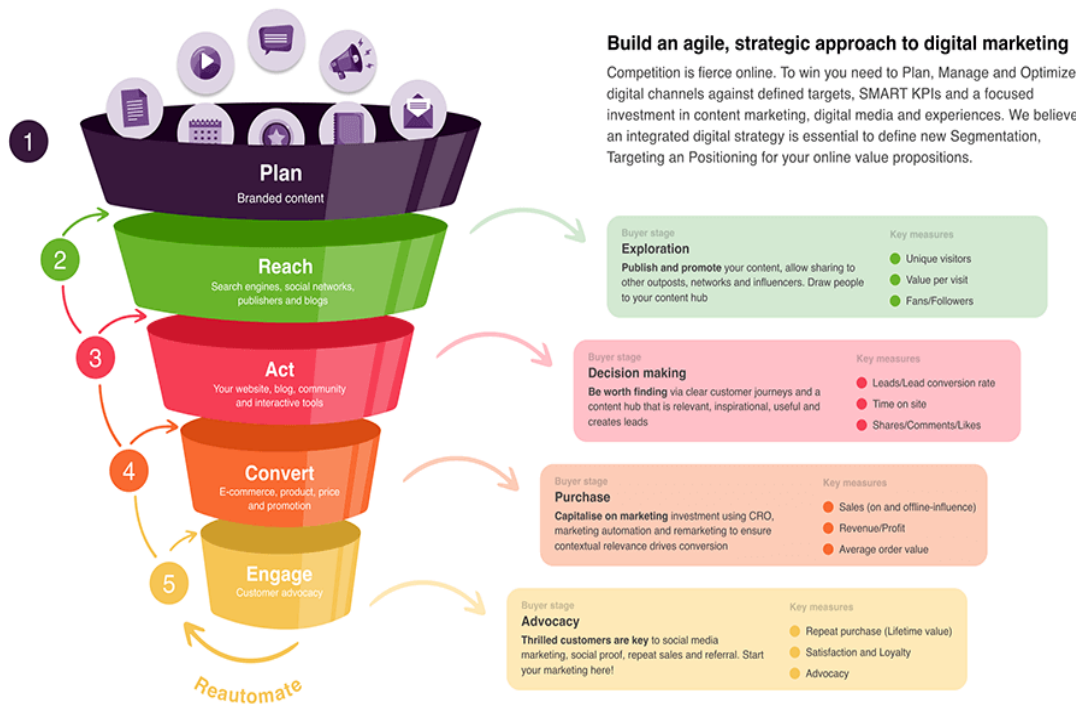 Build an agile, strategic approach to digital marketing
Competition is fierce online. To win you need to Plan, Manage and Optimize
digital channels against defined targets, SMART KPIs and a focused
investment in content marketing, digital media and experiences. We believe
an integrated digital strategy is essential to define new Segmentation,
Targeting an Positioning for your online value propositions.
1
Plan
Branded content
2
Reach
Search engines, social networks,
publishers and blogs
Buyer stage
Exploration
Publish and promote your content, allow sharing to
other outposts, networks and influencers. Draw people
to your content hub
Key measures
Unique visitors
Value per visit
Fans/Followers
3
Act
Your website, blog, community
and interactive tools
Buyer stage
Decision making
Be worth finding via clear customer journeys and a
content hub that is relevant, inspirational, useful and
creates leads
Key measures
Leads/Lead conversion rate
Time on site
Shares/Comments/Likes
4
Convert
E-commerce, product, price
and promotion
Buyer stage
Purchase
Capitalise on marketing investment using CRO,
marketing automation and remarketing to ensure
contextual relevance drives conversion
Key measures
Sales (on and offline-influence)
Revenue/Profit
Average order value
5
Engage
Customer advocacy
Buyer stage
Advocacy
Thrilled customers are key to social media
marketing, social proof, repeat sales and referral. Start
your marketing here!
Key measures
Repeat purchase (Lifetime value)
Satisfaction and Loyalty
Advocacy
Reautomate